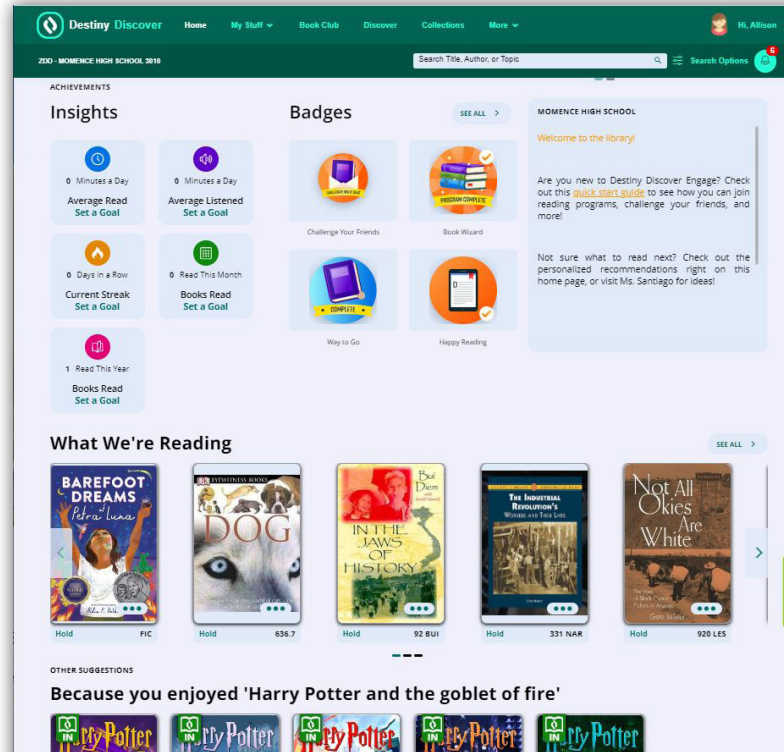 Destiny Discover Home My Stuff Book Club Discover Collections More Hi, Allison
ZDD - MOMENCE HIGH SCHOOL 3010 Search Title, Author, or Topic Search Options 6
ACHIEVEMENTS
Insights
0 Minutes a Day
Average Read
Set a Goal
0 Minutes a Day
Average Listened
Set a Goal
0 Days in a Row
Current Streak
Set a Goal
0 Read This Month
Books Read
Set a Goal
1 Read This Year
Books Read
Set a Goal
Badges
SEE ALL >
Challenge Your Friends
PROGRAM COMPLETE
Book Wizard
COMPLETE
Way to Go
Happy Reading
MOMENCE HIGH SCHOOL
Welcome to the library!
Are you new to Destiny Discover Engage? Check
out this quick start guide to see how you can join
reading programs, challenge your friends, and
more!
Not sure what to read next? Check out the
personalized recommendations right on this
home page, or visit Ms. Santiago for ideas!
What We're Reading
SEE ALL >
BAREFOOT
DREAMS
of
Petra Luna
Hold FIC
DK EYEWITNESS BOOKS
DOG
Hold 636.7
Bui
Diem
IN THE
JAWS
OF
HISTORY
Hold 92 BUI
THE INDUSTRIAL
REVOLUTION'S
WORKERS AND THEIR LIVES
Hold 331 NAR
Not All
Okies
Are
White
Geta LeSeur
Hold 920 LES
OTHER SUGGESTIONS
Because you enjoyed 'Harry Potter and the goblet of fire'
IN
IN
IN
IN
IN